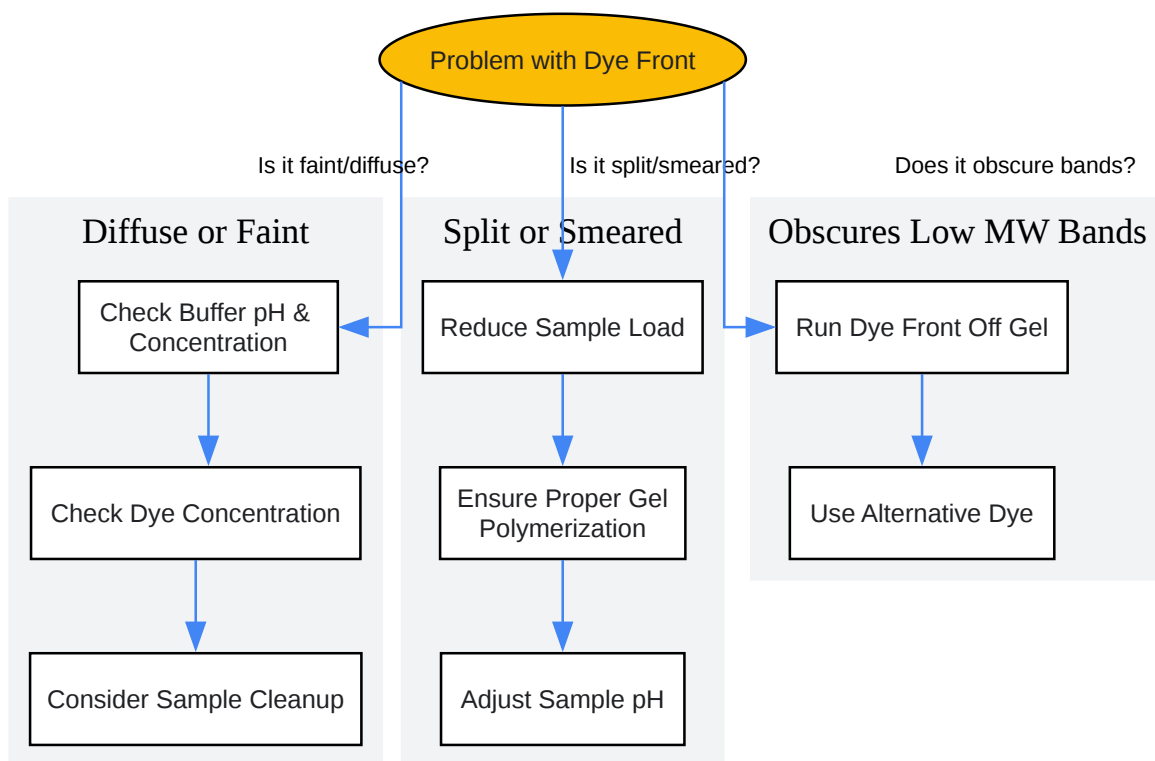 Problem with Dye Front
Is it faint/diffuse?
Is it split/smeared?
Does it obscure bands?
Diffuse or Faint
Split or Smeared
Obscures Low MW Bands
Check Buffer pH &
Concentration
Reduce Sample Load
Run Dye Front Off Gel
Check Dye Concentration
Ensure Proper Gel
Polymerization
Use Alternative Dye
Consider Sample Cleanup
Adjust Sample pH